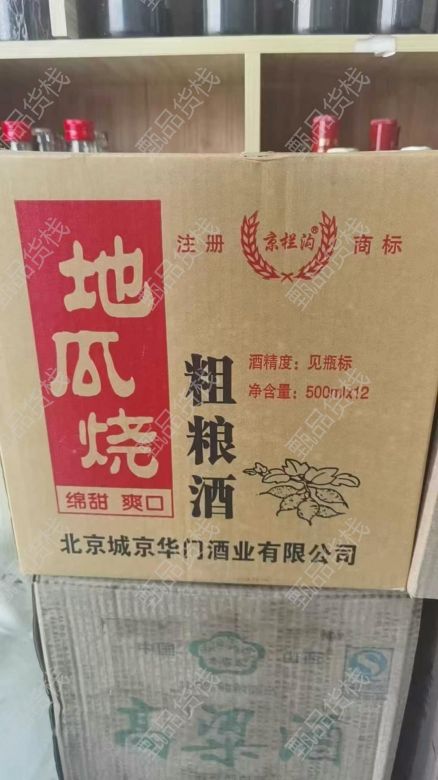 地瓜烧
绵甜 爽口
注册
京栏沟®
商标
粗粮酒
酒精度：见瓶标
净含量：500mlx12
北京城京华门酒业有限公司
甄品货栈